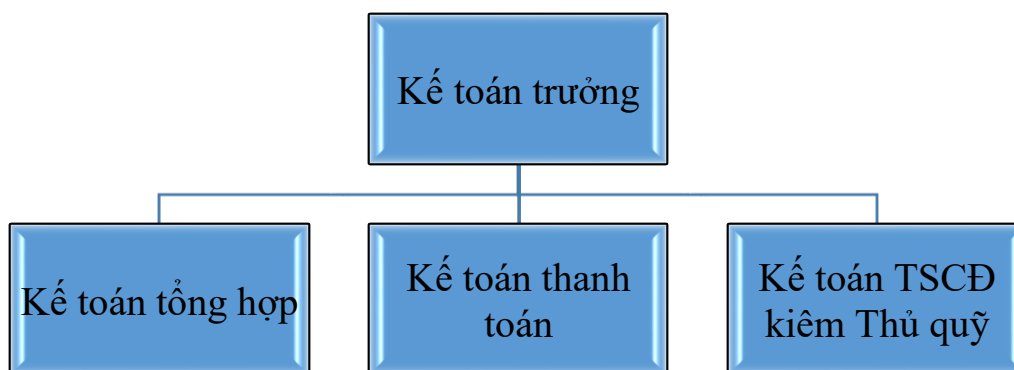 Kế toán trưởng
Kế toán tổng hợp
Kế toán thanh
toán
Kế toán TSCĐ
kiêm Thủ quỹ